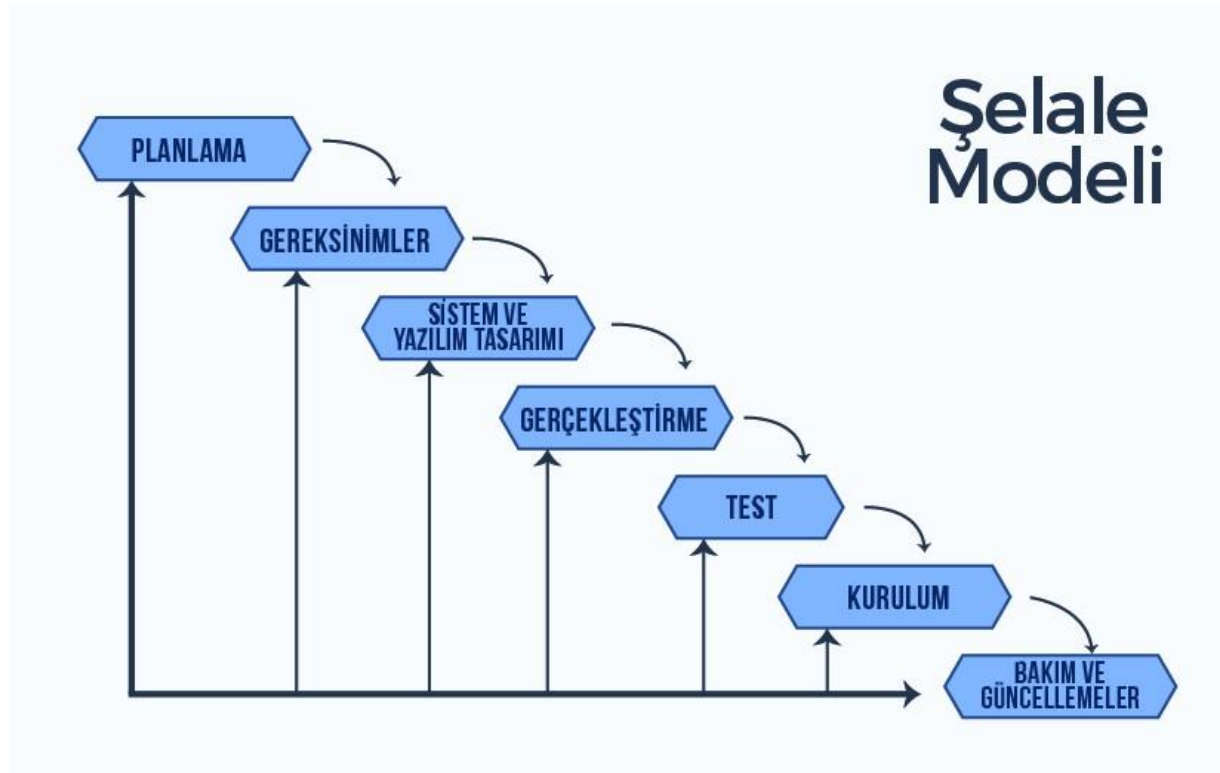 Şelale
Modeli
PLANLAMA
GEREKSİNİMLER
SİSTEM VE
YAZILIM TASARIMI
GERÇEKLEŞTİRME
TEST
KURULUM
BAKIM VE
GÜNCELLEMELER